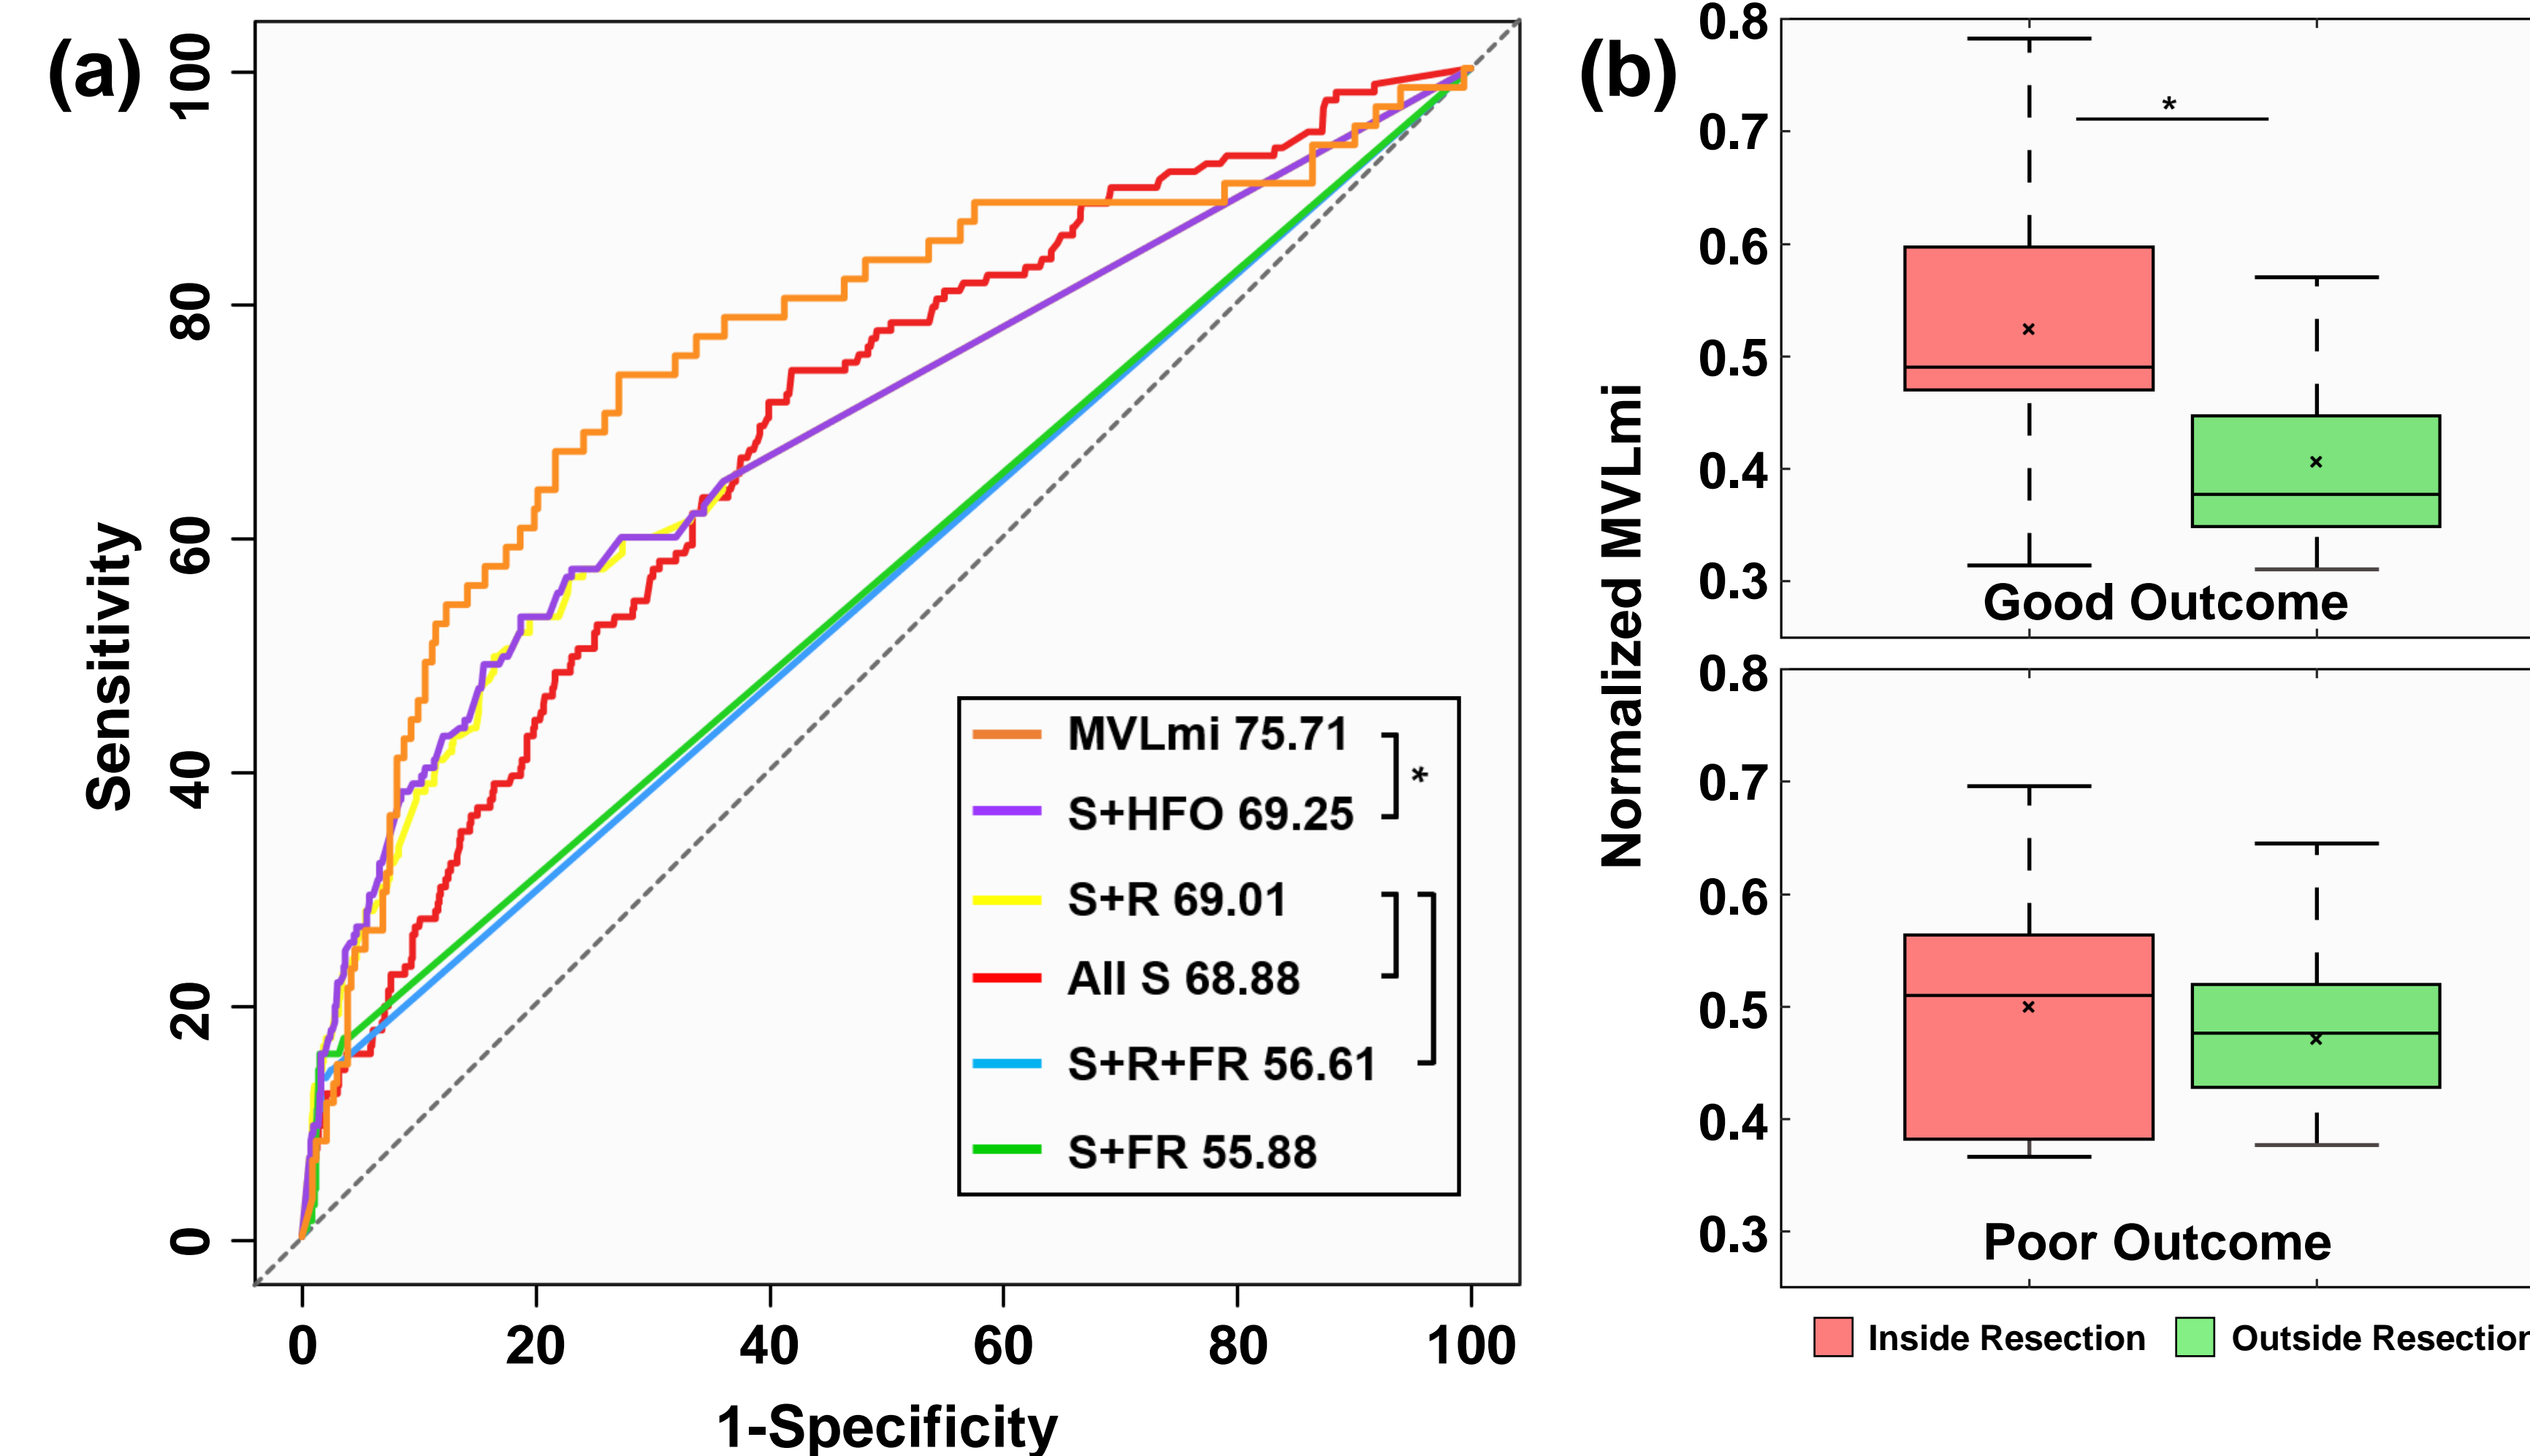 (a)
100
80
60
40
20
0
Sensitivity
0 20 40 60 80 100
1-Specificity
MVLmi 75.71
S+HFO 69.25
*
S+R 69.01
All S 68.88
S+R+FR 56.61
S+FR 55.88
(b)
Normalized MVLmi
0.8
0.7
0.6
0.5
0.4
0.3
*
Good Outcome
0.8
0.7
0.6
0.5
0.4
0.3
Poor Outcome
Inside Resection Outside Resection